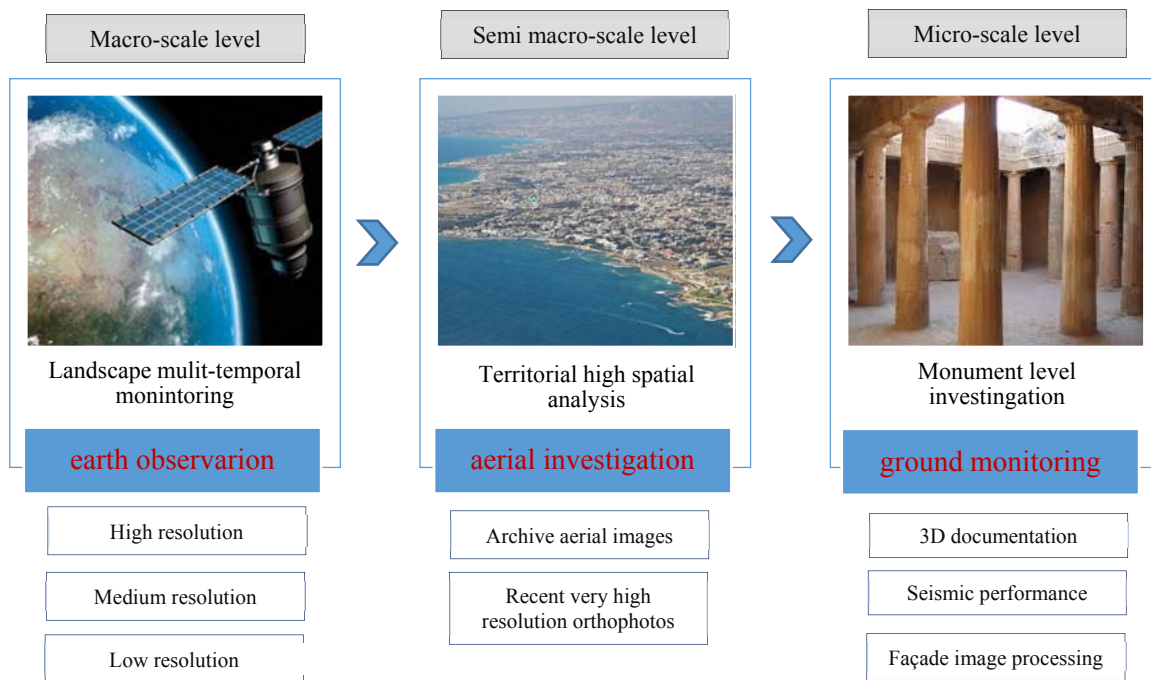 Macro-scale level
Semi macro-scale level
Micro-scale level
Landscape mulit-temporal
monintoring
Territorial high spatial
analysis
Monument level
investingation
earth observarion
aerial investigation
ground monitoring
High resolution
Medium resolution
Low resolution
Archive aerial images
Recent very high
resolution orthophotos
3D documentation
Seismic performance
Façade image processing